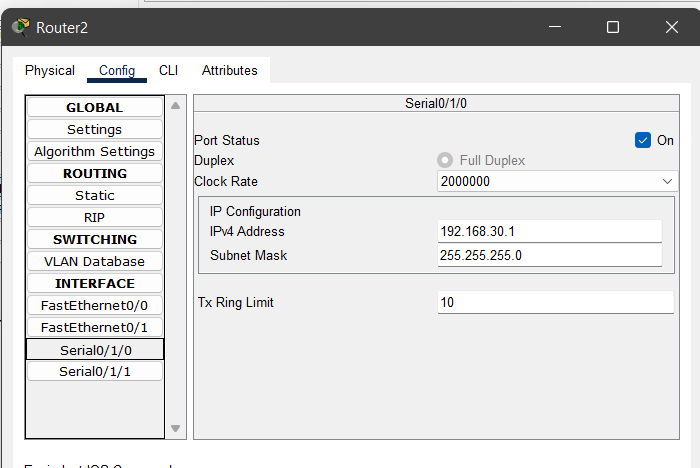 Router2
Physical Config CLI Attributes
GLOBAL
Settings
Algorithm Settings
ROUTING
Static
RIP
SWITCHING
VLAN Database
INTERFACE
FastEthernet0/0
FastEthernet0/1
Serial0/1/0
Serial0/1/1
Serial0/1/0
Port Status On
Duplex Full Duplex
Clock Rate 2000000
IP Configuration
IPv4 Address 192.168.30.1
Subnet Mask 255.255.255.0
Tx Ring Limit 10